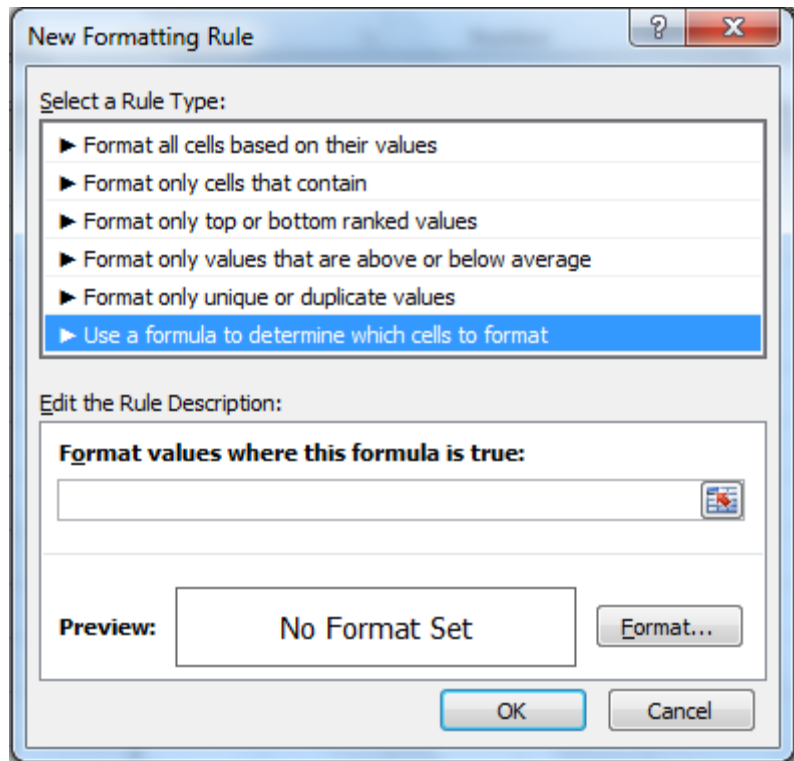 New Formatting Rule
Select a Rule Type:
► Format all cells based on their values
► Format only cells that contain
► Format only top or bottom ranked values
► Format only values that are above or below average
► Format only unique or duplicate values
► Use a formula to determine which cells to format
Edit the Rule Description:
Format values where this formula is true:
Preview:
No Format Set
Format...
OK
Cancel